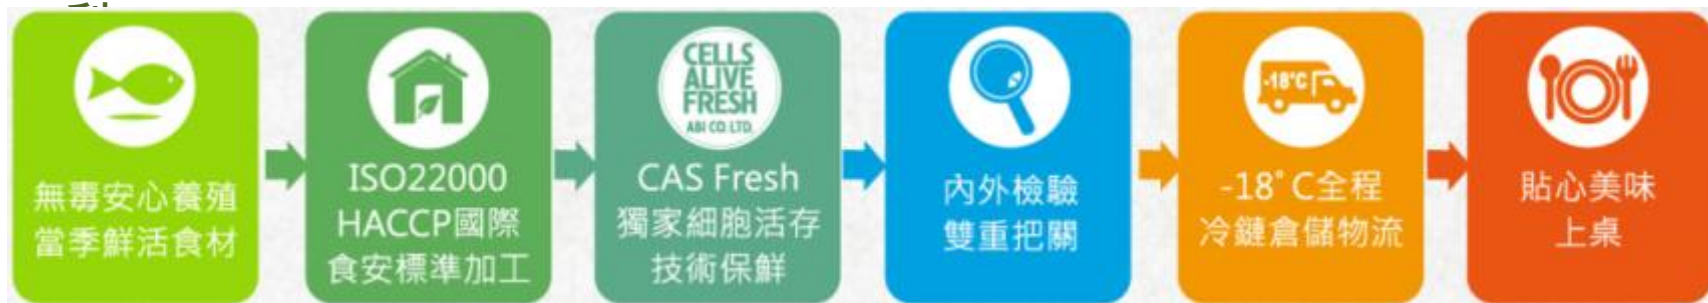 無毒安心養殖
當季鮮活食材
ISO22000
HACCP國際
食安標準加工
CELLS
ALIVE
FRESH
ABI CO. LTD.
CAS Fresh
獨家細胞活存
技術保鮮
內外檢驗
雙重把關
-18°C
-18°C全程
冷鏈倉儲物流
貼心美味
上桌